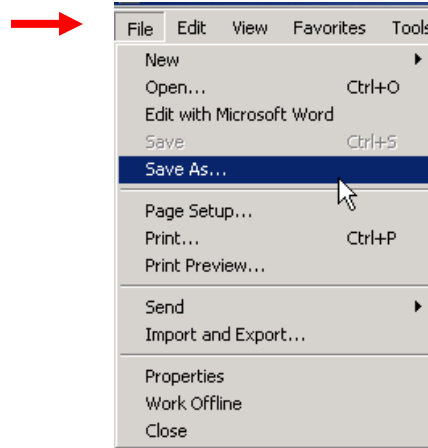 File Edit View Favorites Tools
New
Open... Ctrl+O
Edit with Microsoft Word
Save Ctrl+S
Save As...
Page Setup...
Print... Ctrl+P
Print Preview...
Send
Import and Export...
Properties
Work Offline
Close